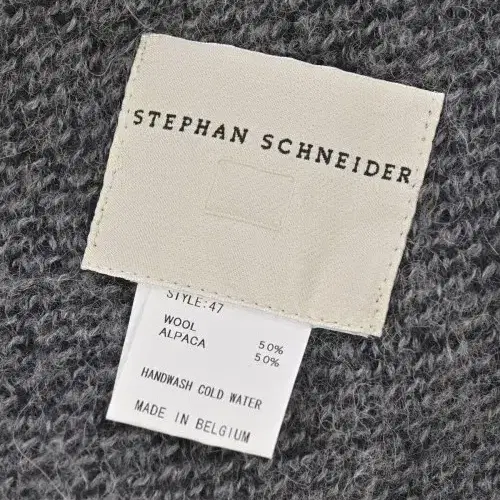 STEPHAN SCHNEIDER
STYLE:47
WOOL 50%
ALPACA 50%
HANDWASH COLD WATER
MADE IN BELGIUM